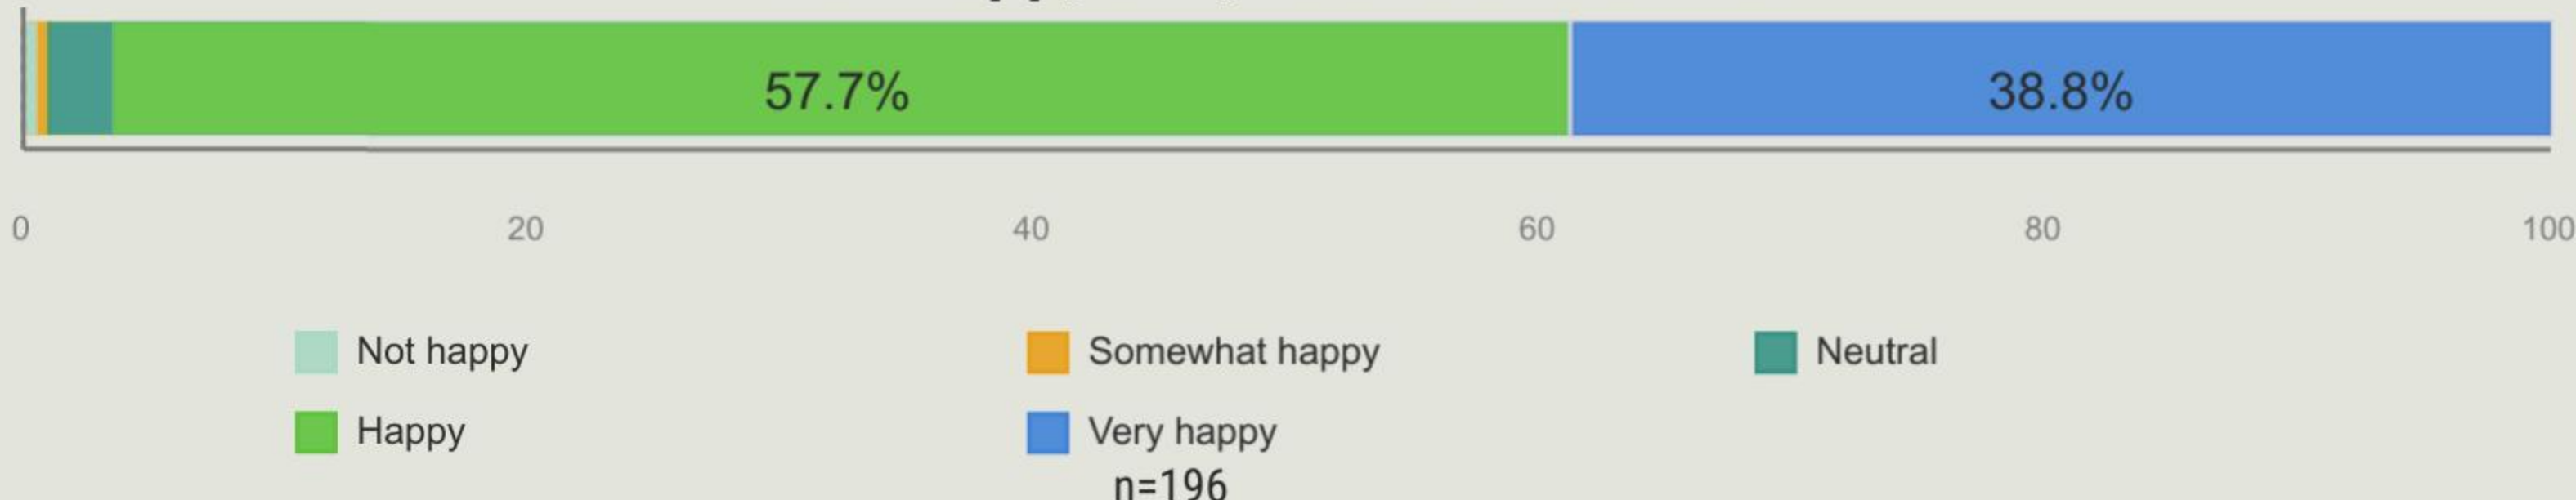 57.7% 38.8%
0 20 40 60 80 100
Not happy Somewhat happy Neutral
Happy Very happy
n=196